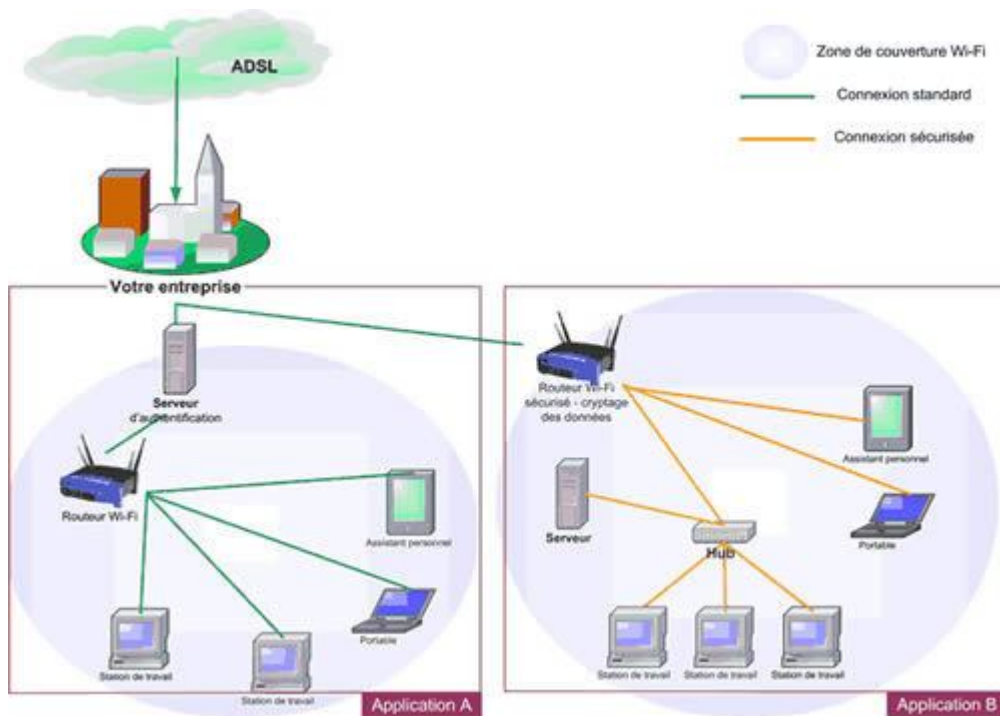 ADSL
Zone de couverture Wi-Fi
Connexion standard
Connexion sécurisée
Votre entreprise
Serveur
d'authentification
Routeur Wi-Fi
Assistant personnel
Portable
Station de travail
Station de travail
Application A
Routeur Wi-Fi
sécurisé - cryptage
des données
Assistant personnel
Serveur
Hub
Portable
Station de travail
Station de travail
Station de travail
Application B